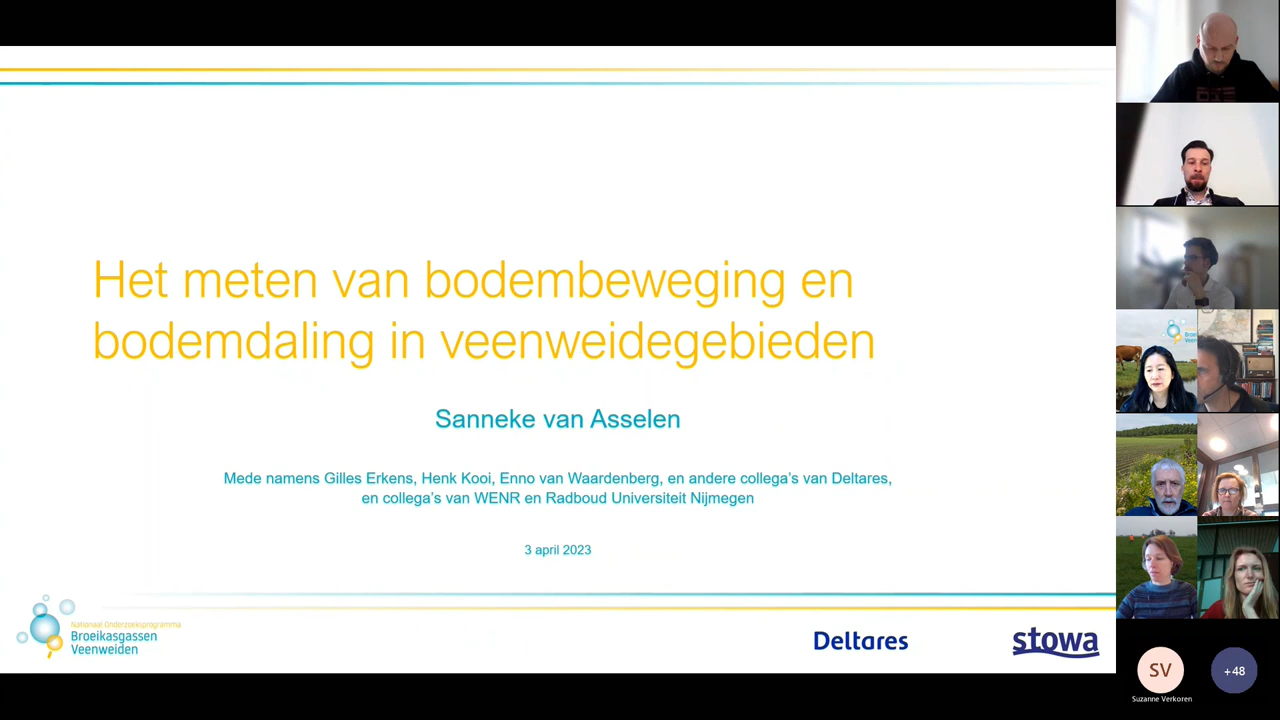 Het meten van bodembeweging en
bodemdaling in veenweidegebieden
Sanneke van Asselen
Mede namens Gilles Erkens, Henk Kooi, Enno van Waardenberg, en andere collega's van Deltares,
en collega's van WENR en Radboud Universiteit Nijmegen
3 april 2023
Nationaal Onderzoeksprogramma
Broeikasgassen
Veenweiden
Deltares
stowa
SV
+48
Suzanne Verkoren